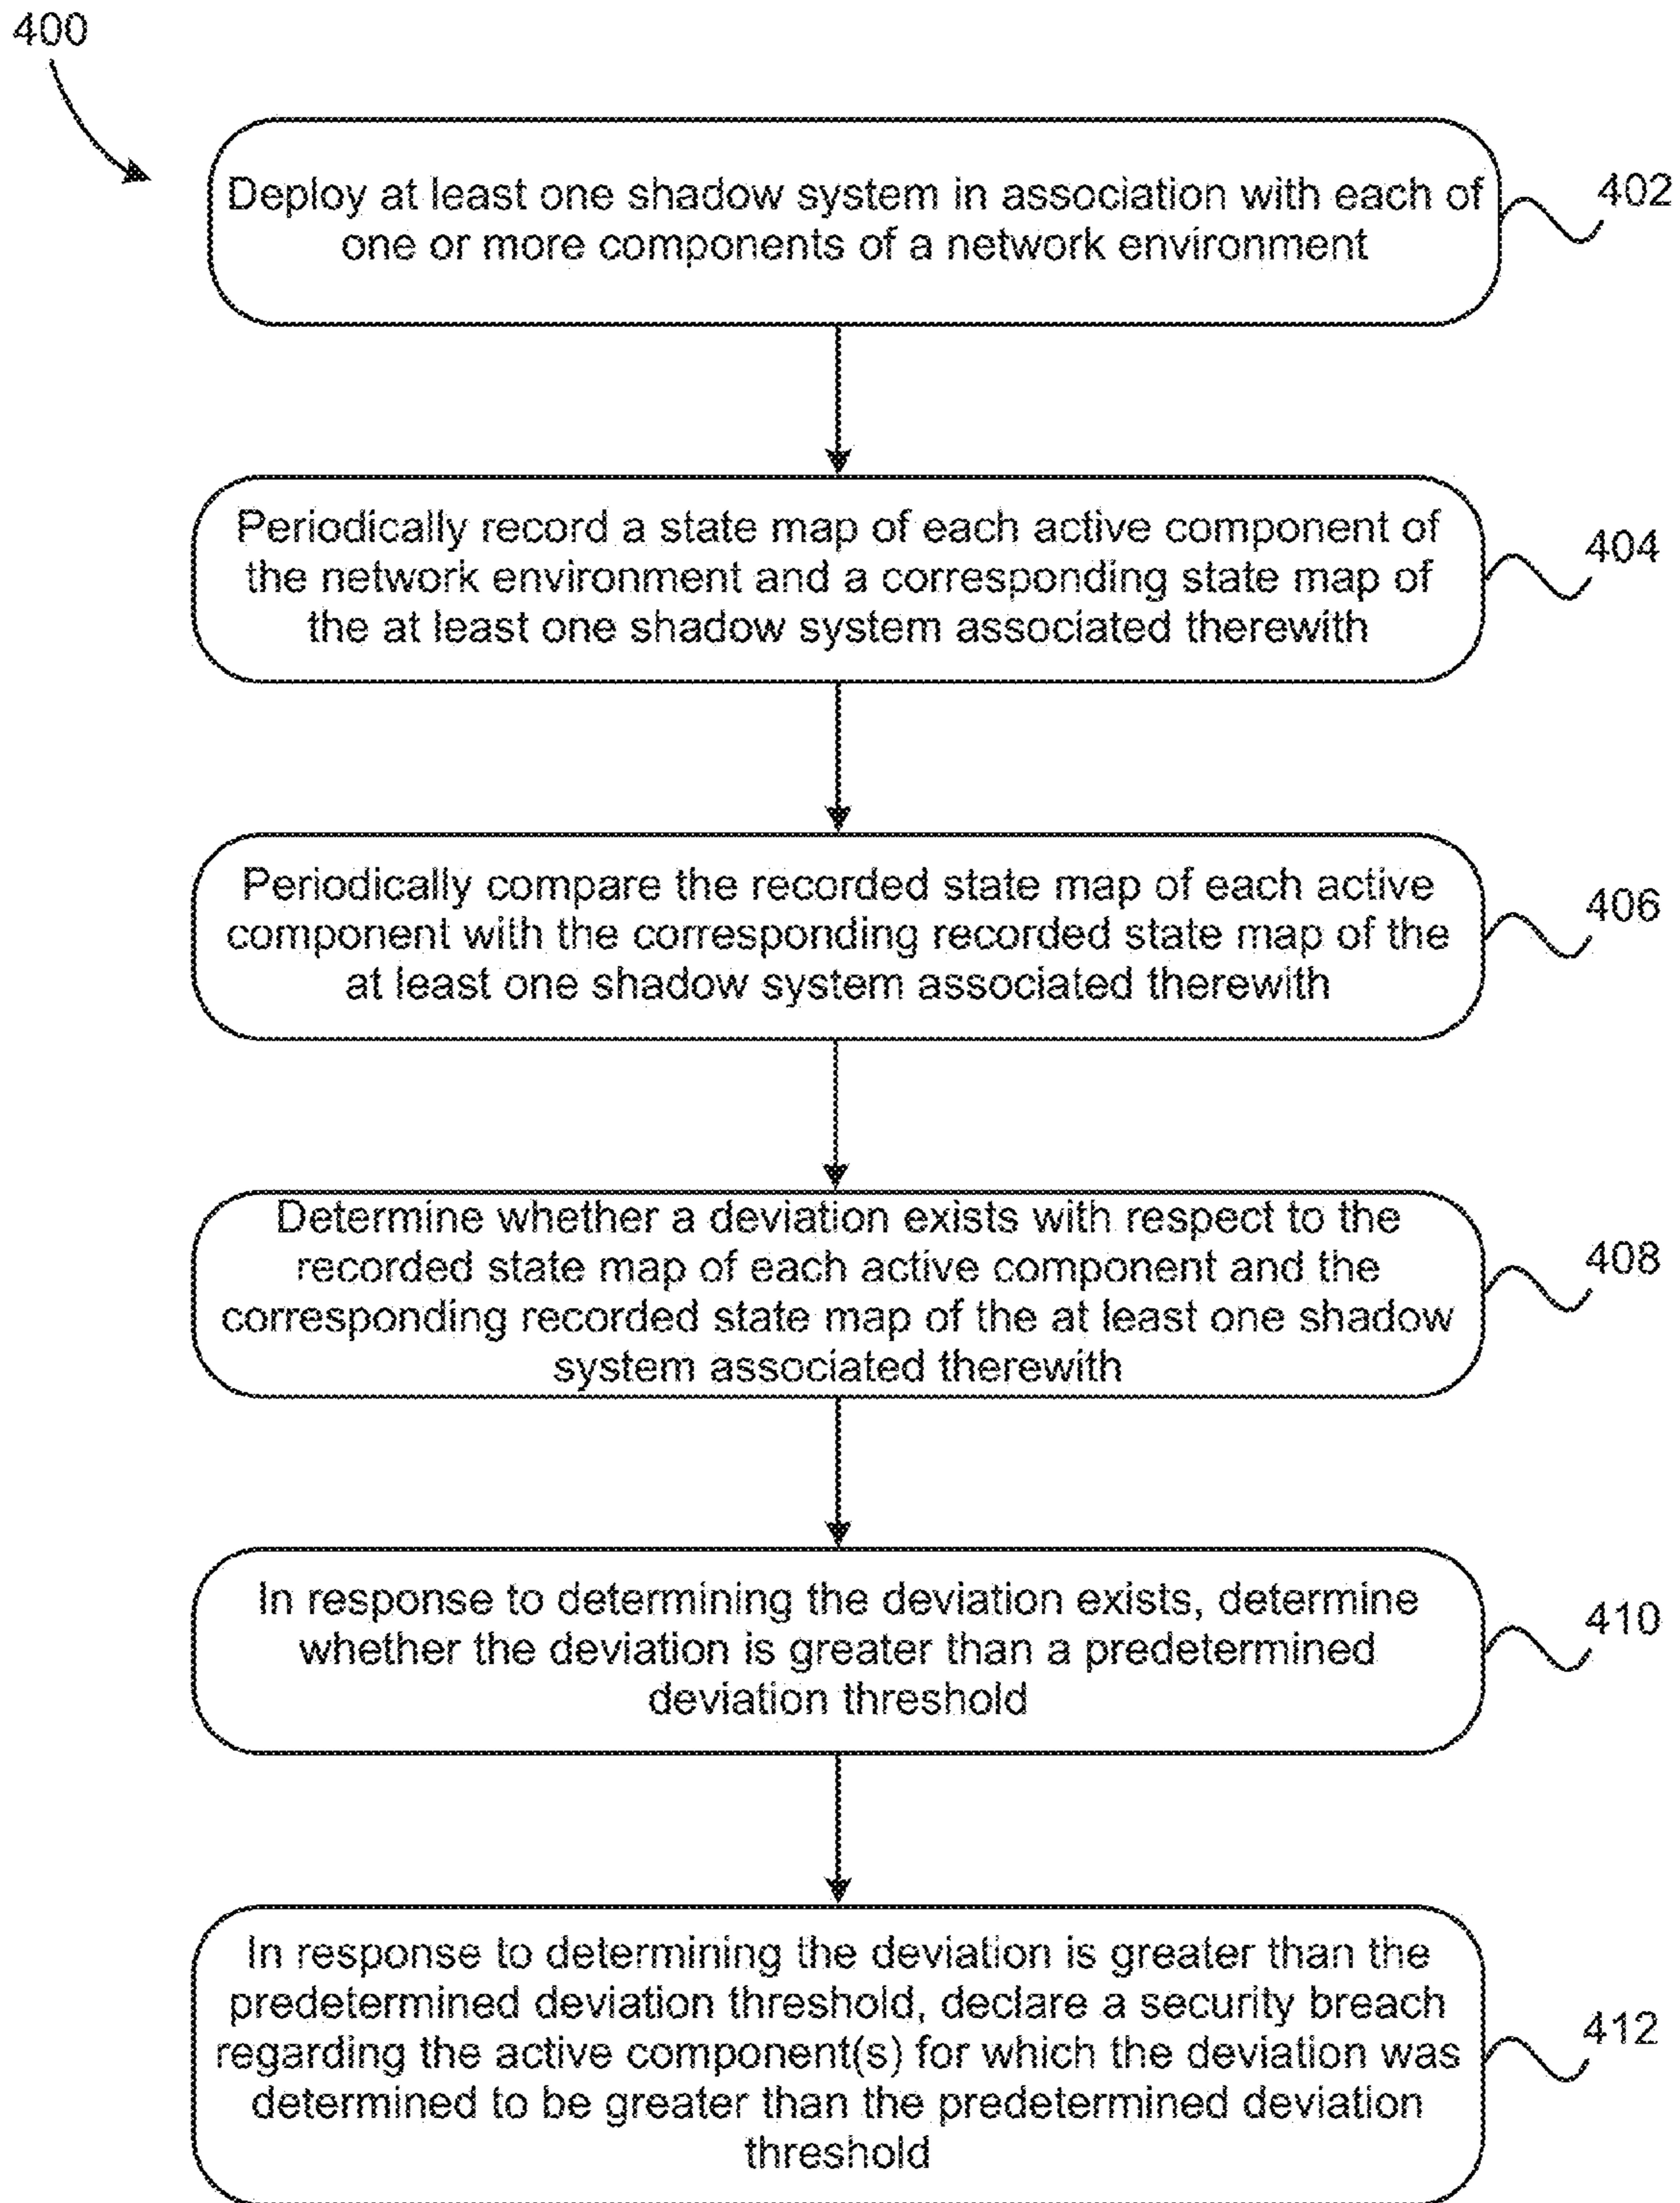 400
Deploy at least one shadow system in association with each of
one or more components of a network environment
402
Periodically record a state map of each active component of
the network environment and a corresponding state map of
the at least one shadow system associated therewith
404
Periodically compare the recorded state map of each active
component with the corresponding recorded state map of the
at least one shadow system associated therewith
406
Determine whether a deviation exists with respect to the
recorded state map of each active component and the
corresponding recorded state map of the at least one shadow
system associated therewith
408
In response to determining the deviation exists, determine
whether the deviation is greater than a predetermined
deviation threshold
410
In response to determining the deviation is greater than the
predetermined deviation threshold, declare a security breach
regarding the active component(s) for which the deviation was
determined to be greater than the predetermined deviation
threshold
412